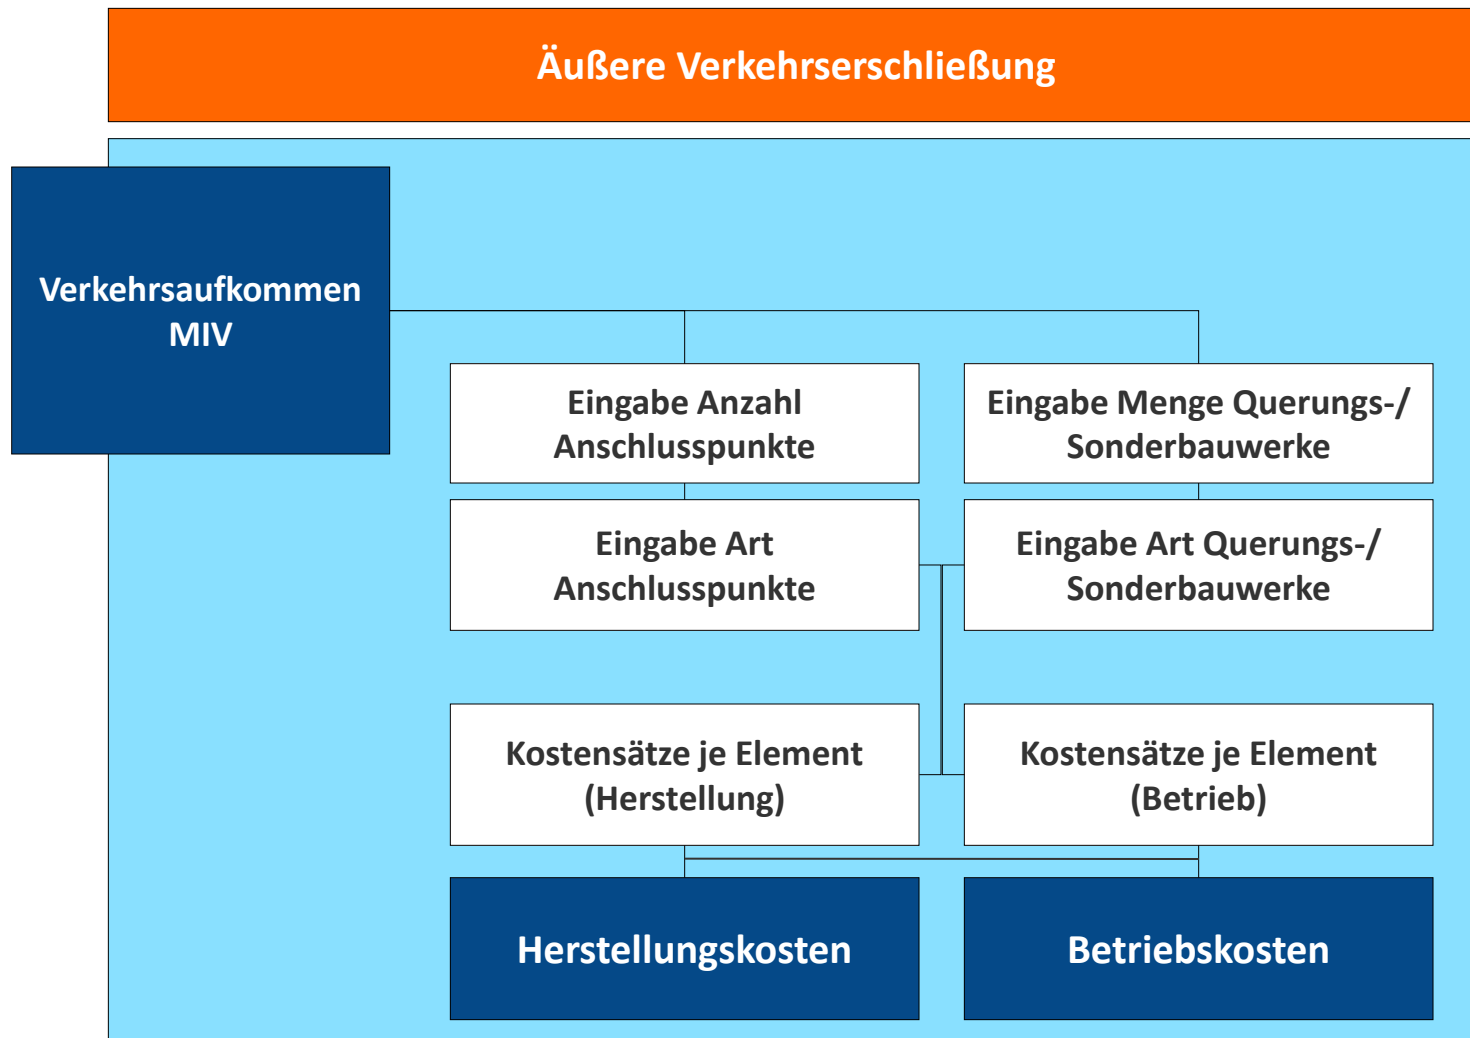 Äußere Verkehrserschließung
Verkehrsaufkommen
MIV
Eingabe Anzahl
Anschlusspunkte
Eingabe Menge Querungs-/
Sonderbauwerke
Eingabe Art
Anschlusspunkte
Eingabe Art Querungs-/
Sonderbauwerke
Kostensätze je Element
(Herstellung)
Kostensätze je Element
(Betrieb)
Herstellungskosten
Betriebskosten